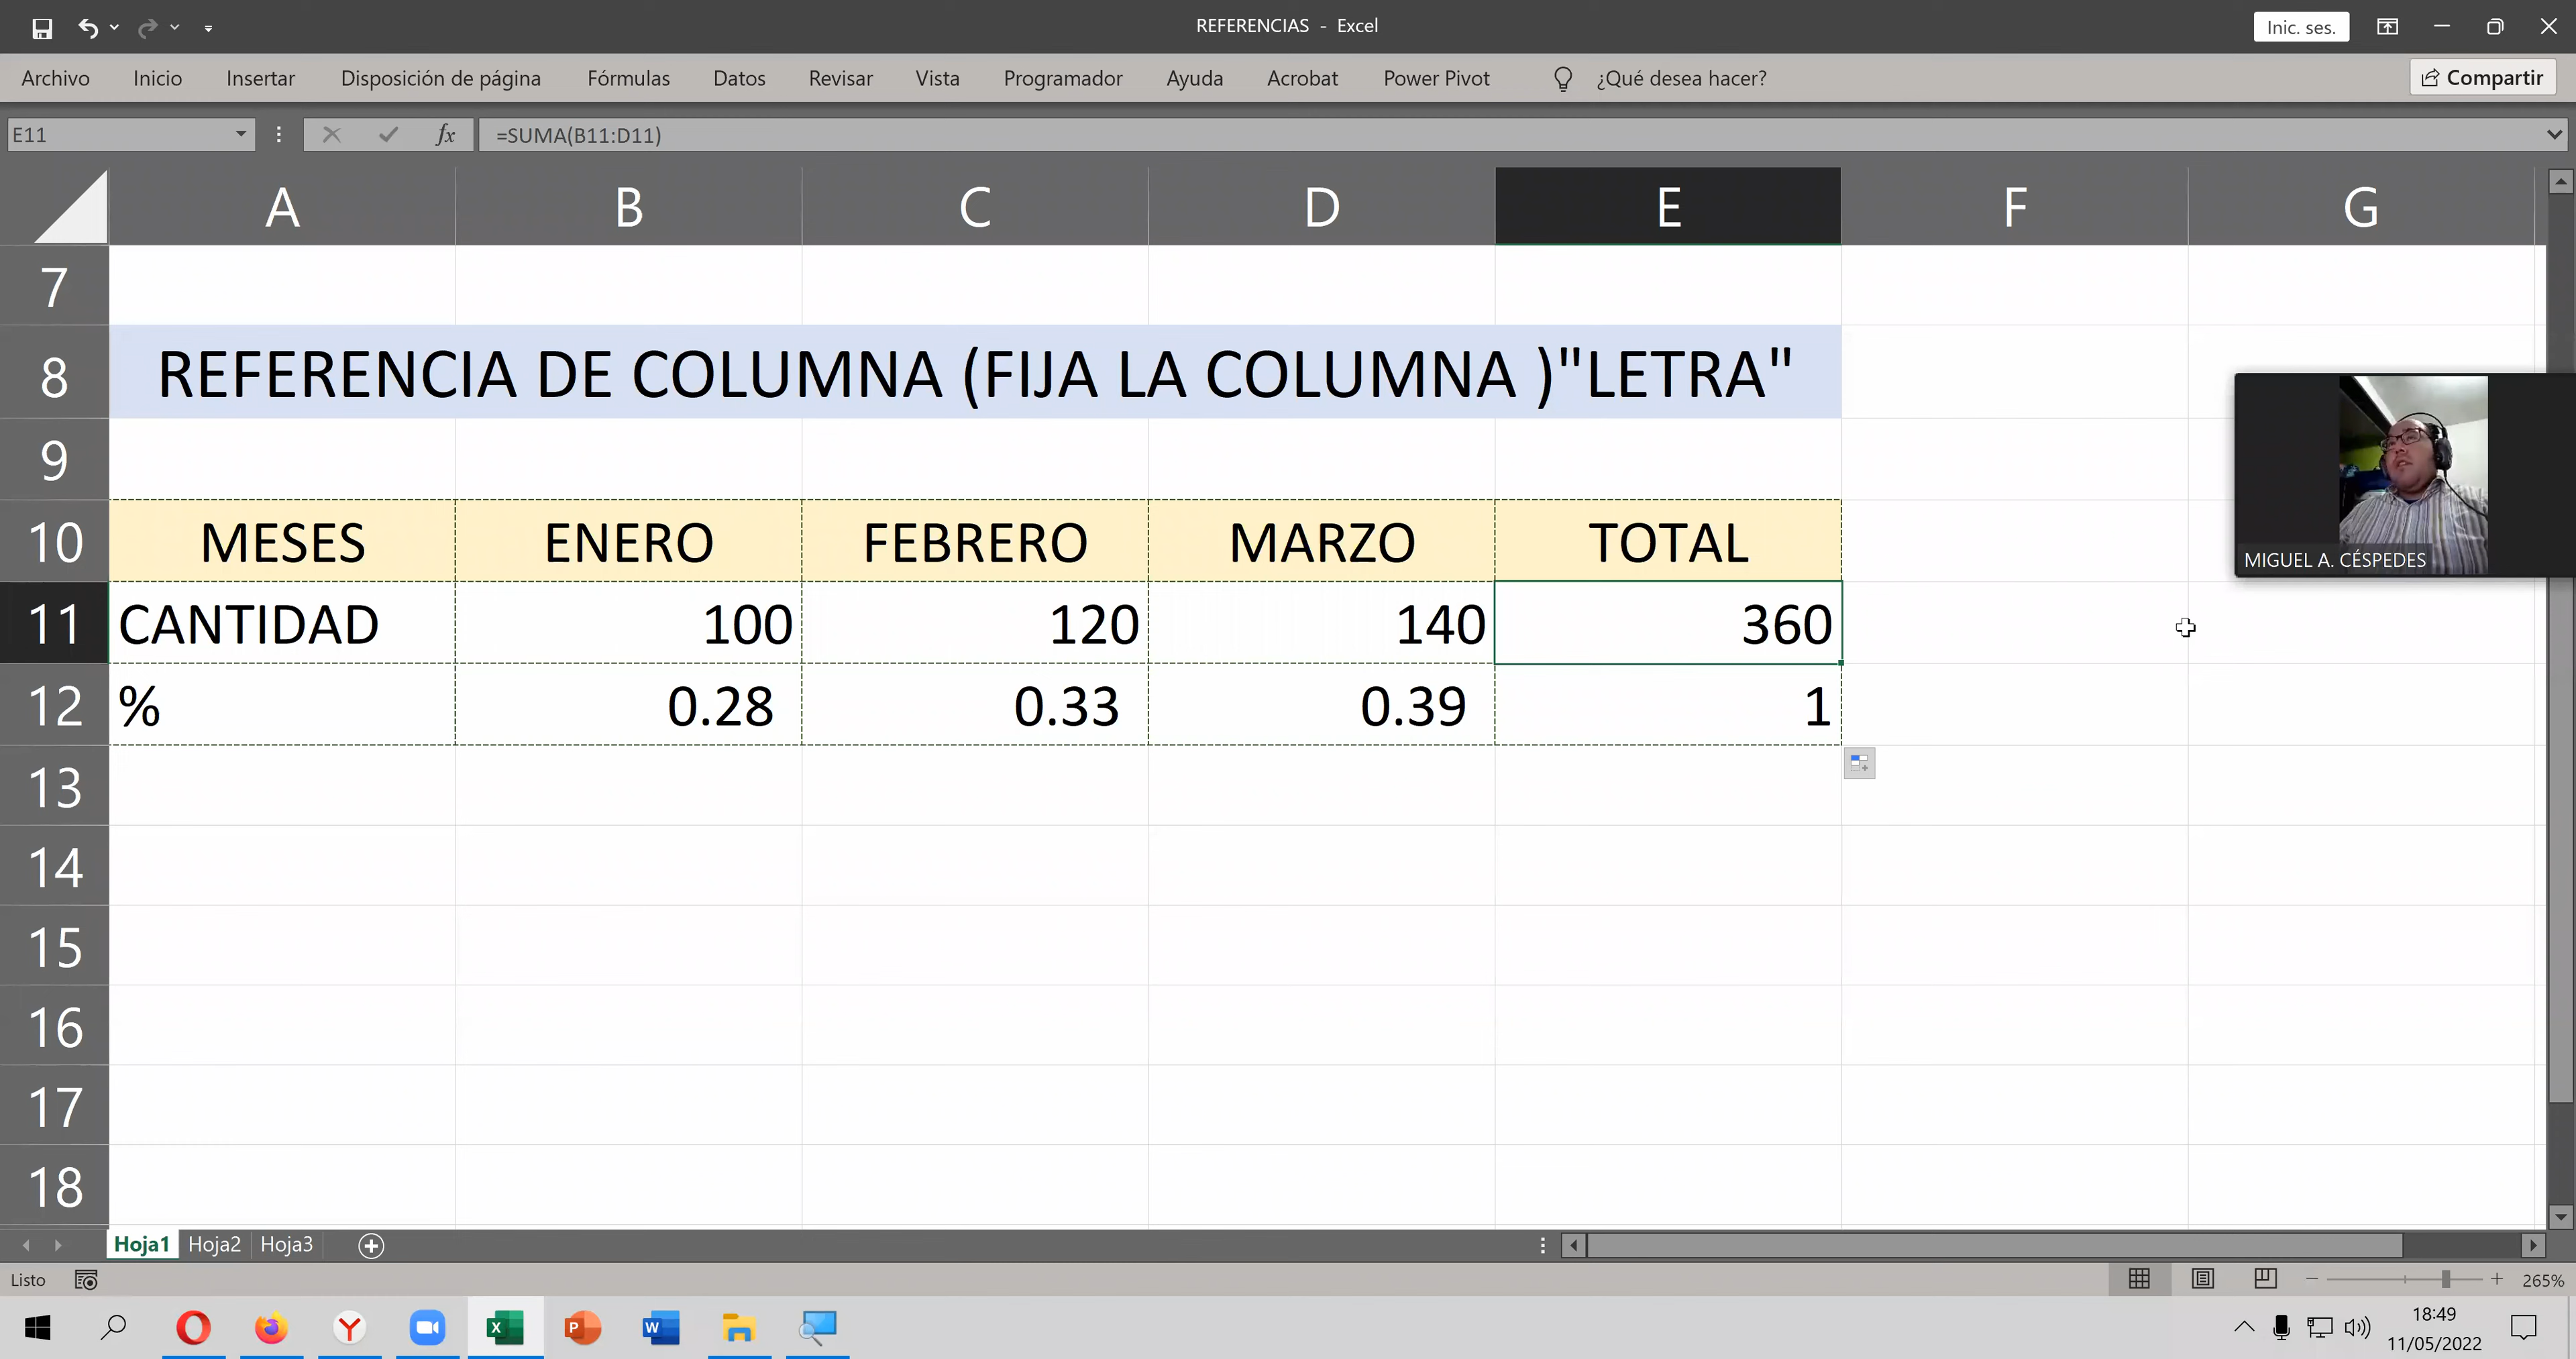 REFERENCIAS - Excel
Inic. ses.
Archivo Inicio Insertar Disposición de página Fórmulas Datos Revisar Vista Programador Ayuda Acrobat Power Pivot ¿Qué desea hacer? Compartir
E11 fx =SUMA(B11:D11)
A B C D E F G
7
8 REFERENCIA DE COLUMNA (FIJA LA COLUMNA )"LETRA"
9
10 MESES ENERO FEBRERO MARZO TOTAL
MIGUEL A. CÉSPEDES
11 CANTIDAD 100 120 140 360
12 % 0.28 0.33 0.39 1
13
14
15
16
17
18
Hoja1 Hoja2 Hoja3
Listo 265%
18:49
11/05/2022